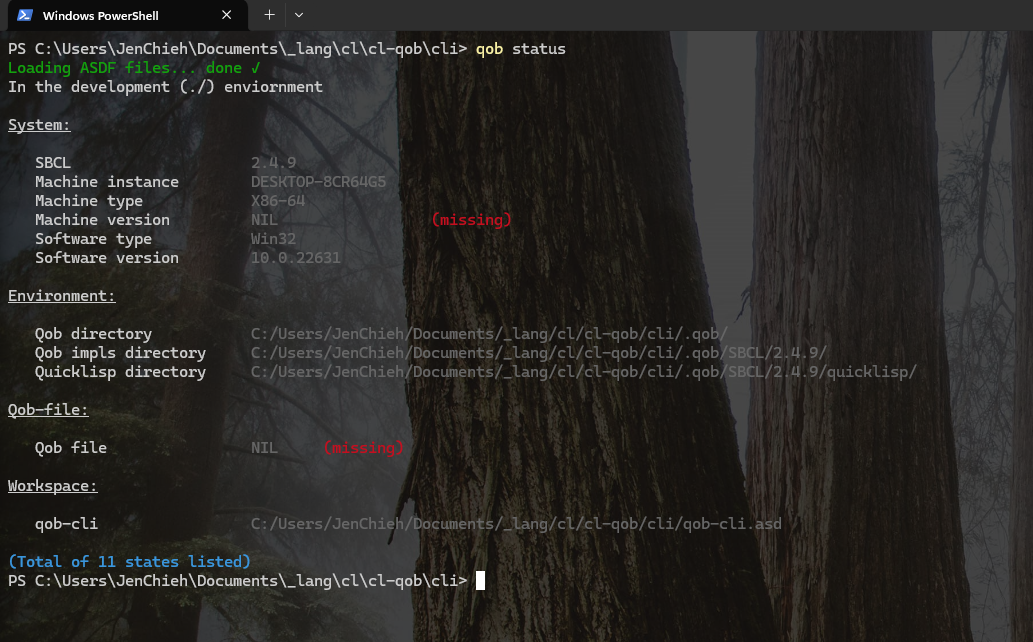 Windows PowerShell
PS C:\Users\JenChieh\Documents\_lang\cl\cl-qob\cli> qob status
Loading ASDF files... done ✓
In the development (./) enviornment
System:
SBCL 2.4.9
Machine instance DESKTOP-8CR64G5
Machine type X86-64
Machine version NIL (missing)
Software type Win32
Software version 10.0.22631
Environment:
Qob directory C:/Users/JenChieh/Documents/_lang/cl/cl-qob/cli/.qob/
Qob impls directory C:/Users/JenChieh/Documents/_lang/cl/cl-qob/cli/.qob/SBCL/2.4.9/
Quicklisp directory C:/Users/JenChieh/Documents/_lang/cl/cl-qob/cli/.qob/SBCL/2.4.9/quicklisp/
Qob-file:
Qob file NIL (missing)
Workspace:
qob-cli C:/Users/JenChieh/Documents/_lang/cl/cl-qob/cli/qob-cli.asd
(Total of 11 states listed)
PS C:\Users\JenChieh\Documents\_lang\cl\cl-qob\cli>